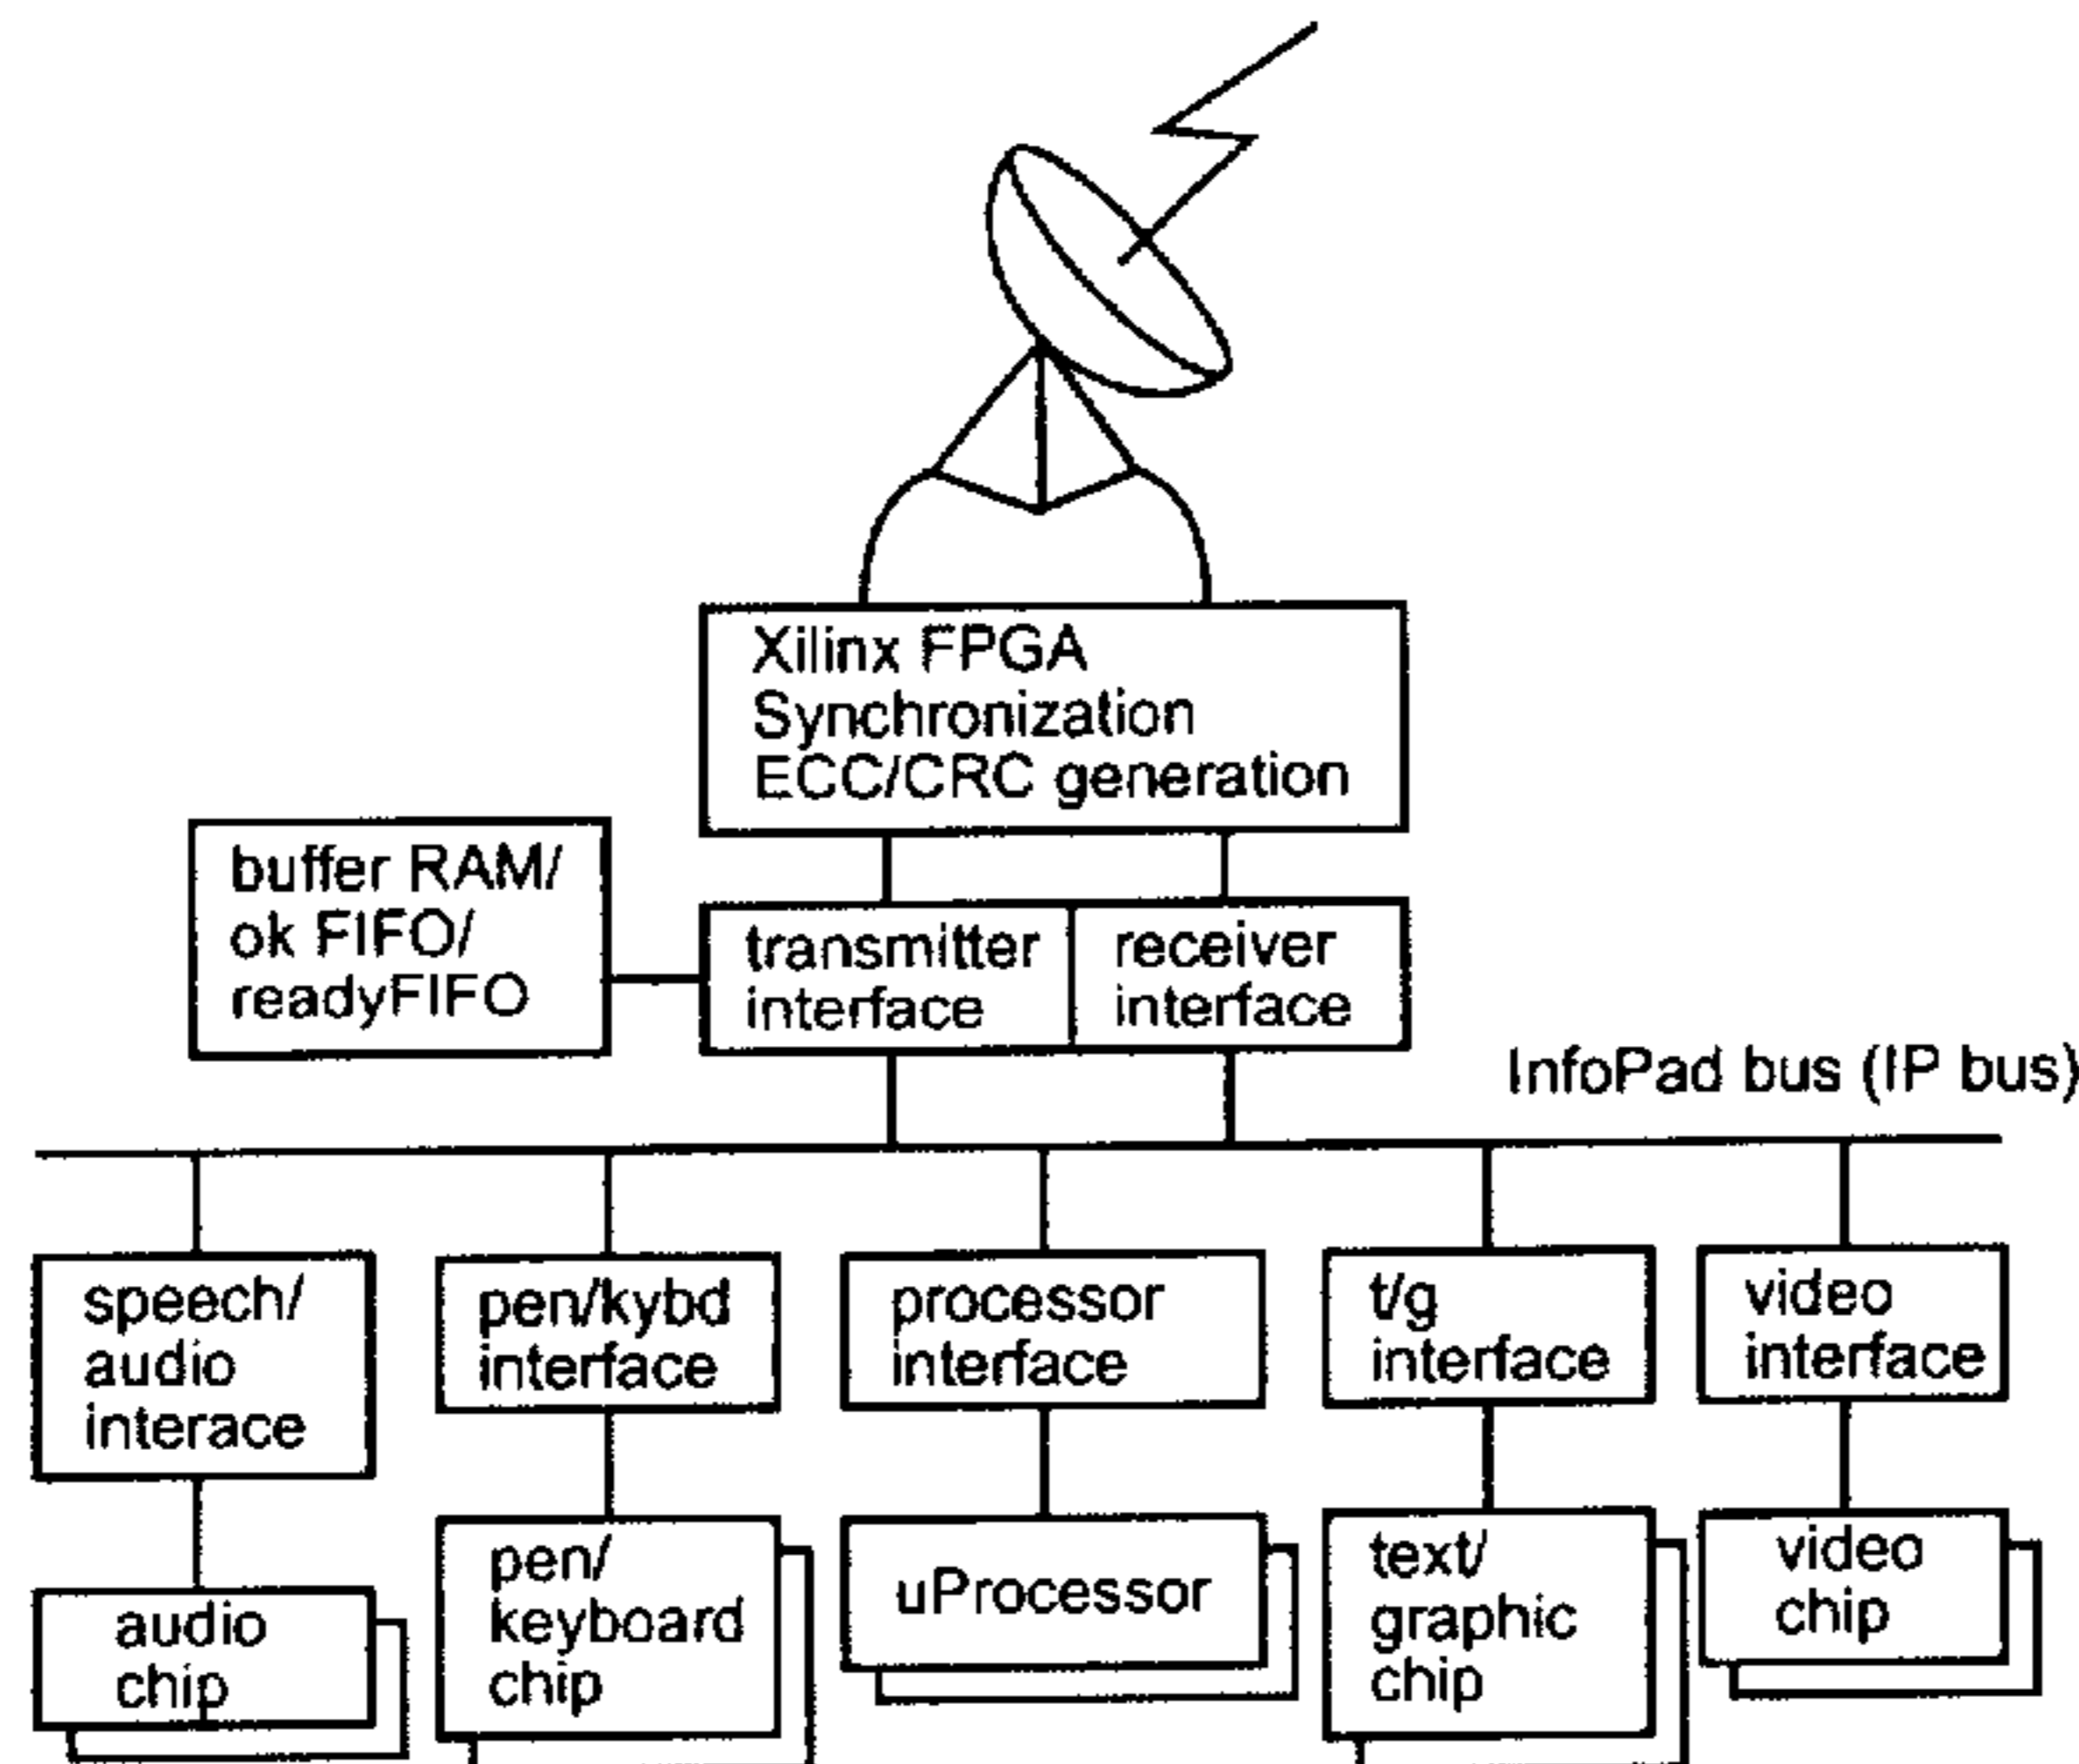 Xilinx FPGA
Synchronization
ECC/CRC generation
buffer RAM/
ok FIFO/
readyFIFO
transmitter
interface
receiver
interface
InfoPad bus (IP bus)
speech/
audio
interace
pen/kybd
interface
processor
interface
t/g
interface
video
interface
audio
chip
pen/
keyboard
chip
uProcessor
text/
graphic
chip
video
chip